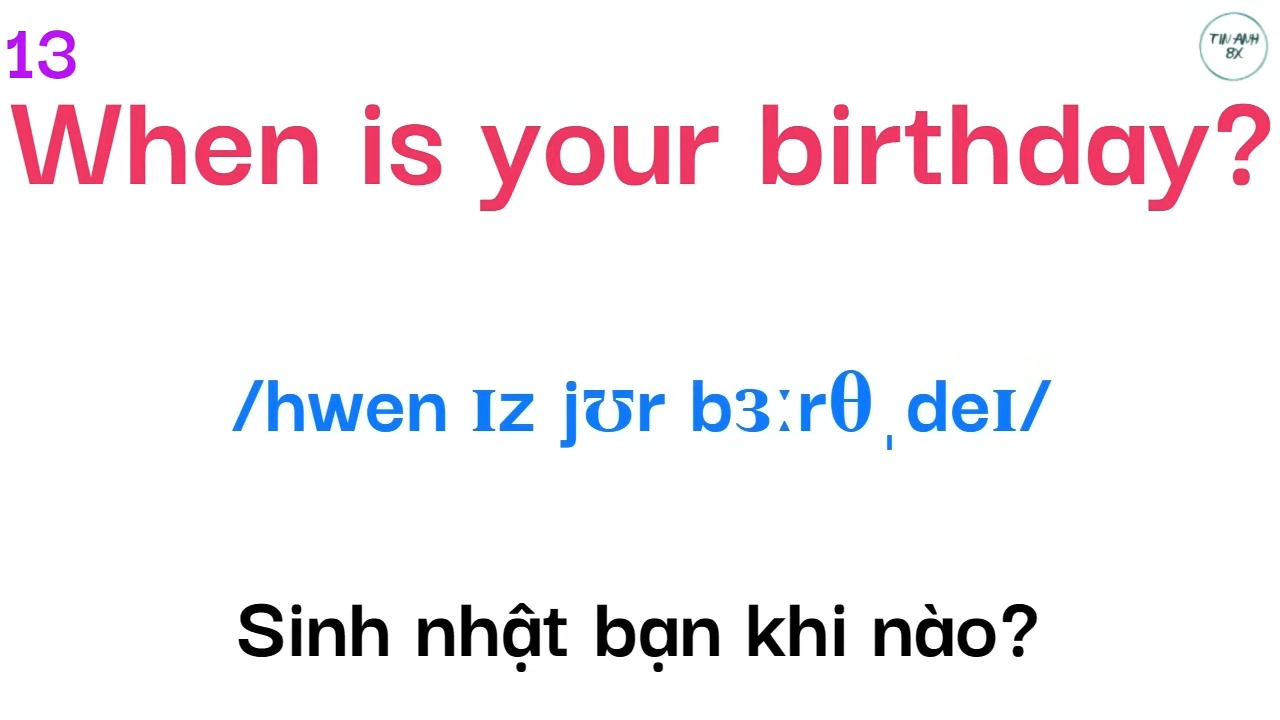 13
TIN ANH
8X
When is your birthday?
/hwen ɪz jʊr bɜːrθˌdeɪ/
Sinh nhật bạn khi nào?